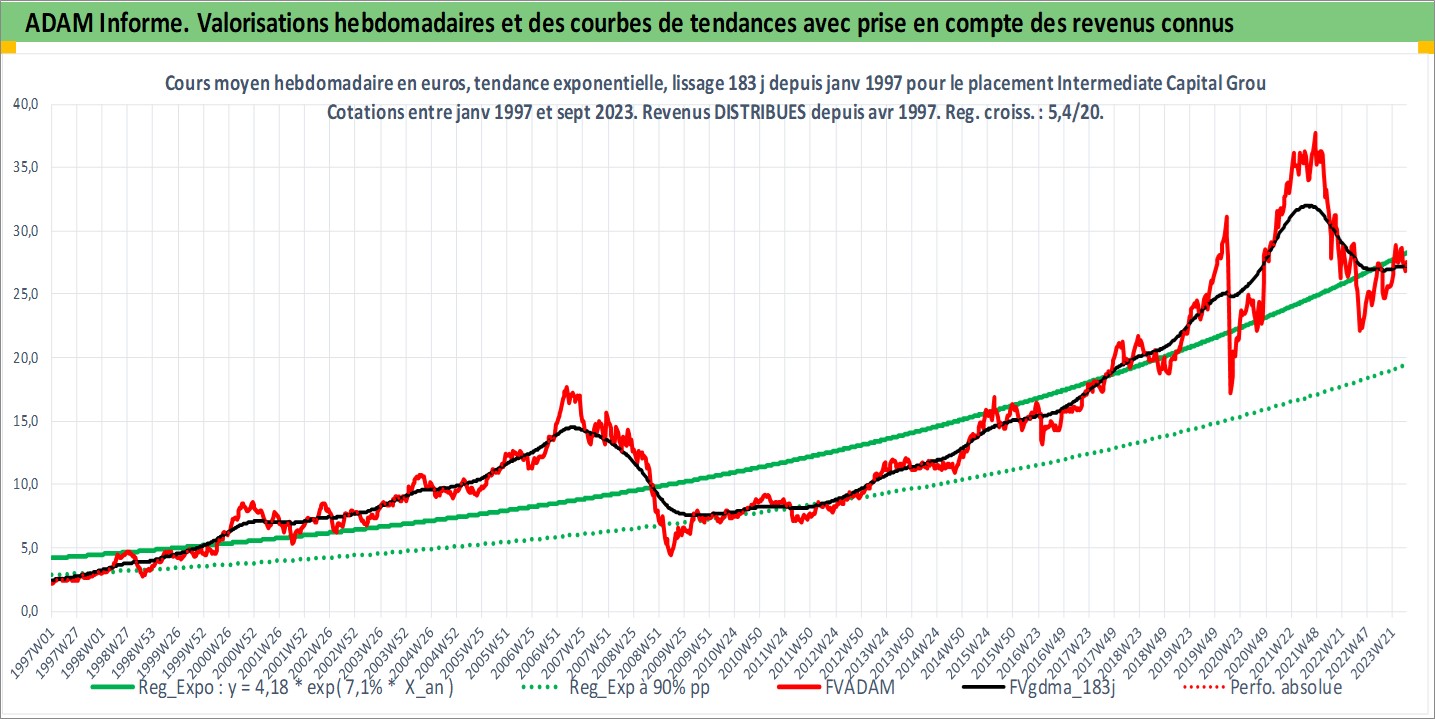 ADAM Informe. Valorisations hebdomadaires et des courbes de tendances avec prise en compte des revenus connus
Cours moyen hebdomadaire en euros, tendance exponentielle, lissage 183 j depuis janv 1997 pour le placement Intermediate Capital Grou
Cotations entre janv 1997 et sept 2023. Revenus DISTRIBUES depuis avr 1997. Reg. croiss. : 5,4/20.
40,0
35,0
30,0
25,0
20,0
15,0
10,0
5,0
0,0
1997W01 1997W27 1998W01 1998W27 1998W53 1999W26 1999W52 2000W26 2000W52 2001W26 2001W52 2002W26 2002W52 2003W26 2003W52 2004W26 2004W52 2005W25 2005W51 2006W25 2006W51 2007W25 2007W51 2008W25 2008W51 2009W25 2009W51 2010W24 2010W50 2011W24 2011W50 2012W24 2012W50 2013W24 2013W50 2014W24 2014W50 2015W24 2015W50 2016W23 2016W49 2017W23 2017W49 2018W23 2018W49 2019W23 2019W49 2020W23 2020W49 2021W22 2021W48 2022W21 2022W47 2023W21
Reg_Expo : y = 4,18 * exp( 7,1% * X_an ) Reg_Exp à 90% pp FVADAM FVgdma_183j Perfo. absolue